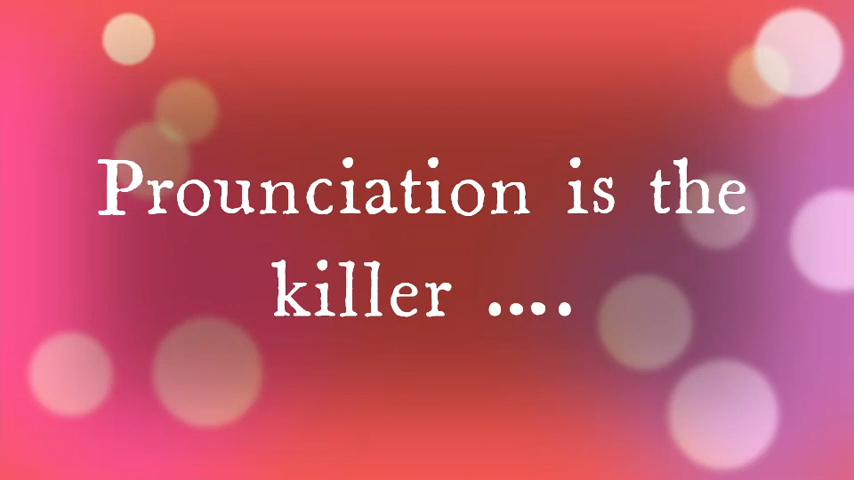 Prounciation is the
killer ....